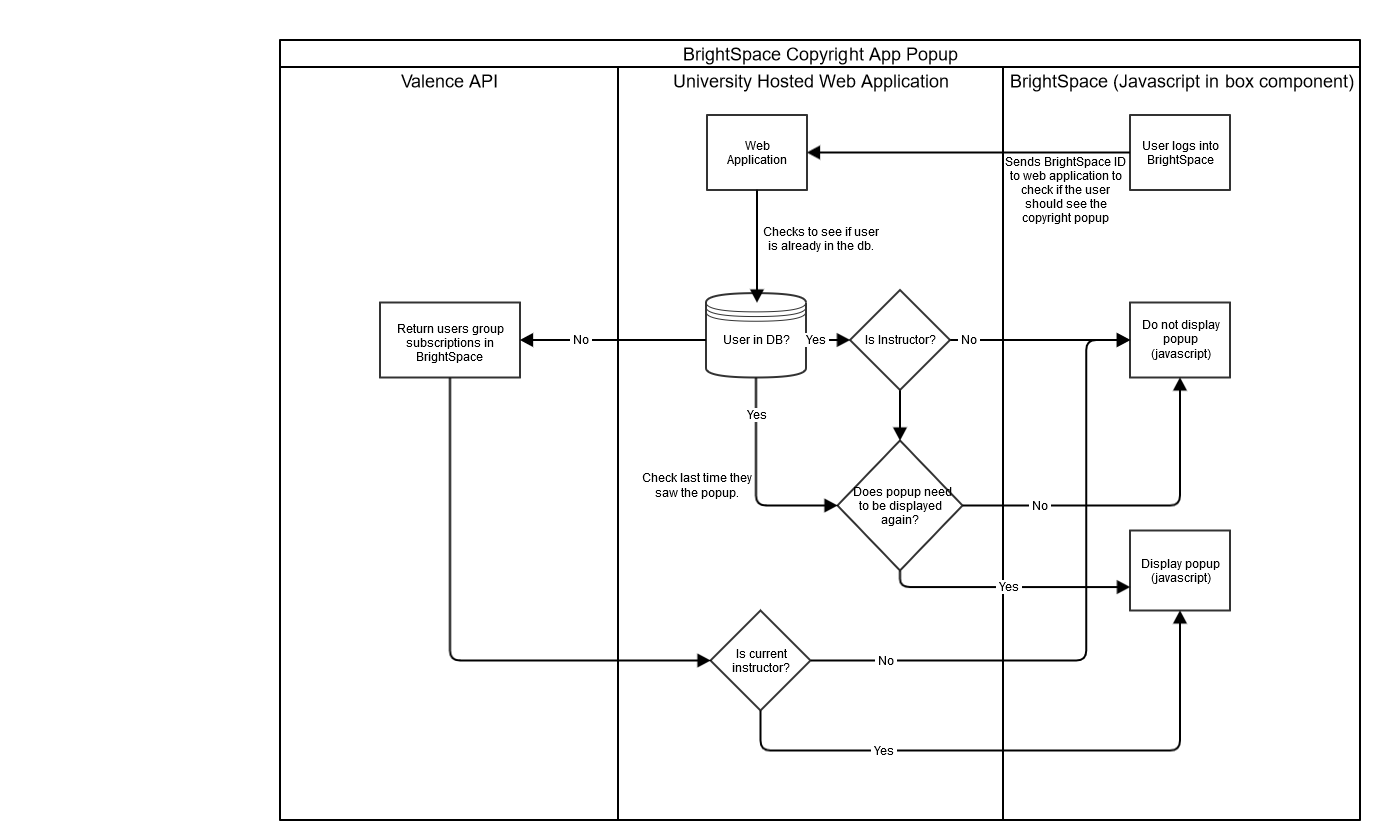 BrightSpace Copyright App Popup
Valence API
University Hosted Web Application
BrightSpace (Javascript in box component)
Web
Application
User logs into
BrightSpace
Sends BrightSpace ID
to web application to
check if the user
should see the
copyright popup
Checks to see if user
is already in the db.
Return users group
subscriptions in
BrightSpace
No
User in DB?
Yes
Is Instructor?
No
Do not display
popup
(javascript)
Yes
Check last time they
saw the popup.
Does popup need
to be displayed
again?
No
Yes
Display popup
(javascript)
Is current
instructor?
No
Yes